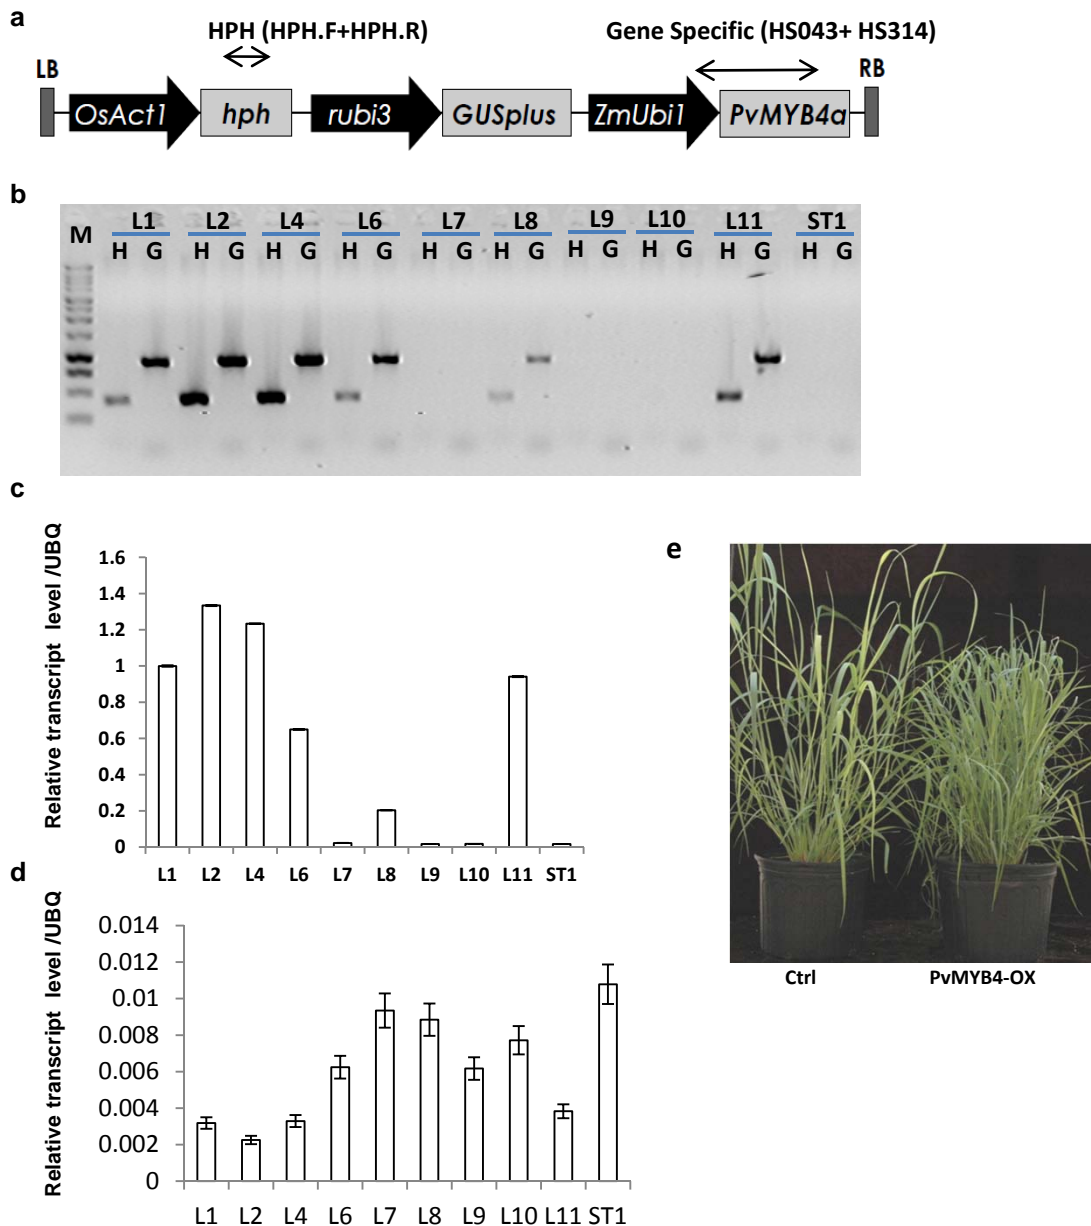 a
HPH (HPH.F+HPH.R) Gene Specific (HS043+ HS314)
LB RB
OsAct1 hph rubi3 GUSplus ZmUbi1 PvMYB4a
b
M L1 L2 L4 L6 L7 L8 L9 L10 L11 ST1
H G H G H G H G H G H G H G H G H G H G
c
Relative transcript level /UBQ
1.6
1.4
1.2
1
0.8
0.6
0.4
0.2
0
L1 L2 L4 L6 L7 L8 L9 L10 L11 ST1
d
Relative transcript level /UBQ
0.014
0.012
0.01
0.008
0.006
0.004
0.002
0
L1 L2 L4 L6 L7 L8 L9 L10 L11 ST1
e
Ctrl PvMYB4-OX